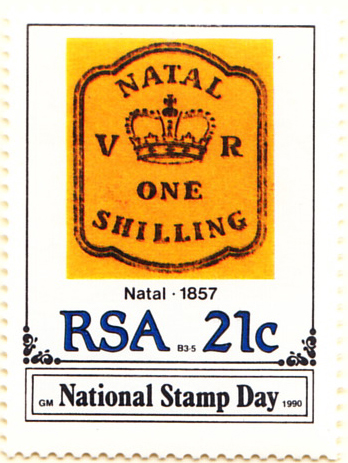 NATAL
V R
ONE
SHILLING
Natal · 1857
RSA B3-5 21c
GM National Stamp Day 1990